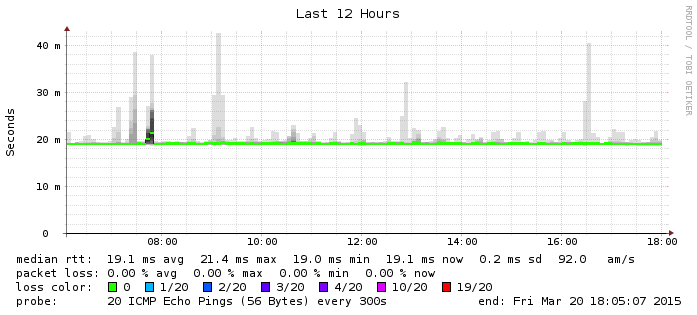 Last 12 Hours
RRDTOOL / TOBI OETIKER
Seconds
40 m
30 m
20 m
10 m
0
08:00 10:00 12:00 14:00 16:00 18:00
median rtt: 19.1 ms avg 21.4 ms max 19.0 ms min 19.1 ms now 0.2 ms sd 92.0 am/s
packet loss: 0.00 % avg 0.00 % max 0.00 % min 0.00 % now
loss color: 0 1/20 2/20 3/20 4/20 10/20 19/20
probe: 20 ICMP Echo Pings (56 Bytes) every 300s end: Fri Mar 20 18:05:07 2015